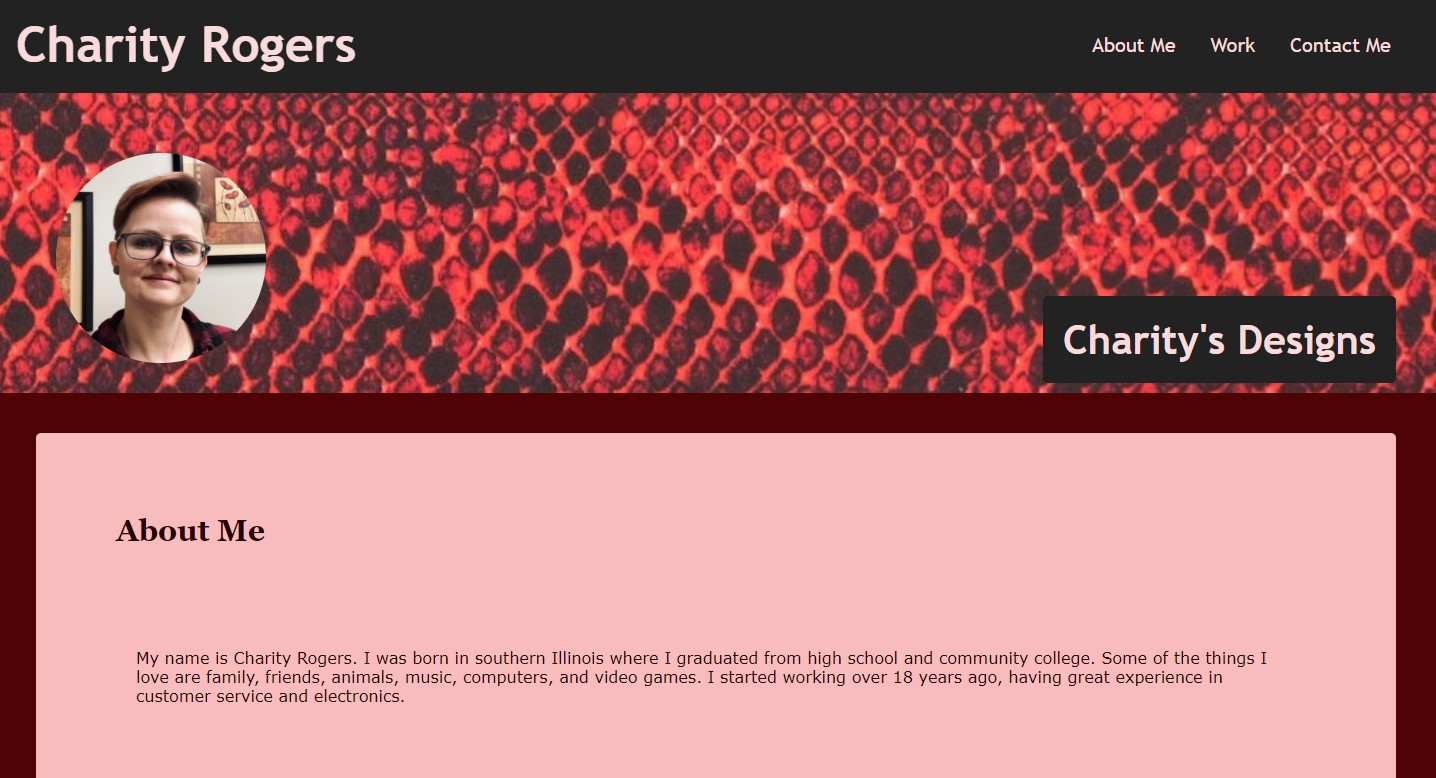 Charity Rogers
About Me Work Contact Me
Charity's Designs
About Me
My name is Charity Rogers. I was born in southern Illinois where I graduated from high school and community college. Some of the things I
love are family, friends, animals, music, computers, and video games. I started working over 18 years ago, having great experience in
customer service and electronics.